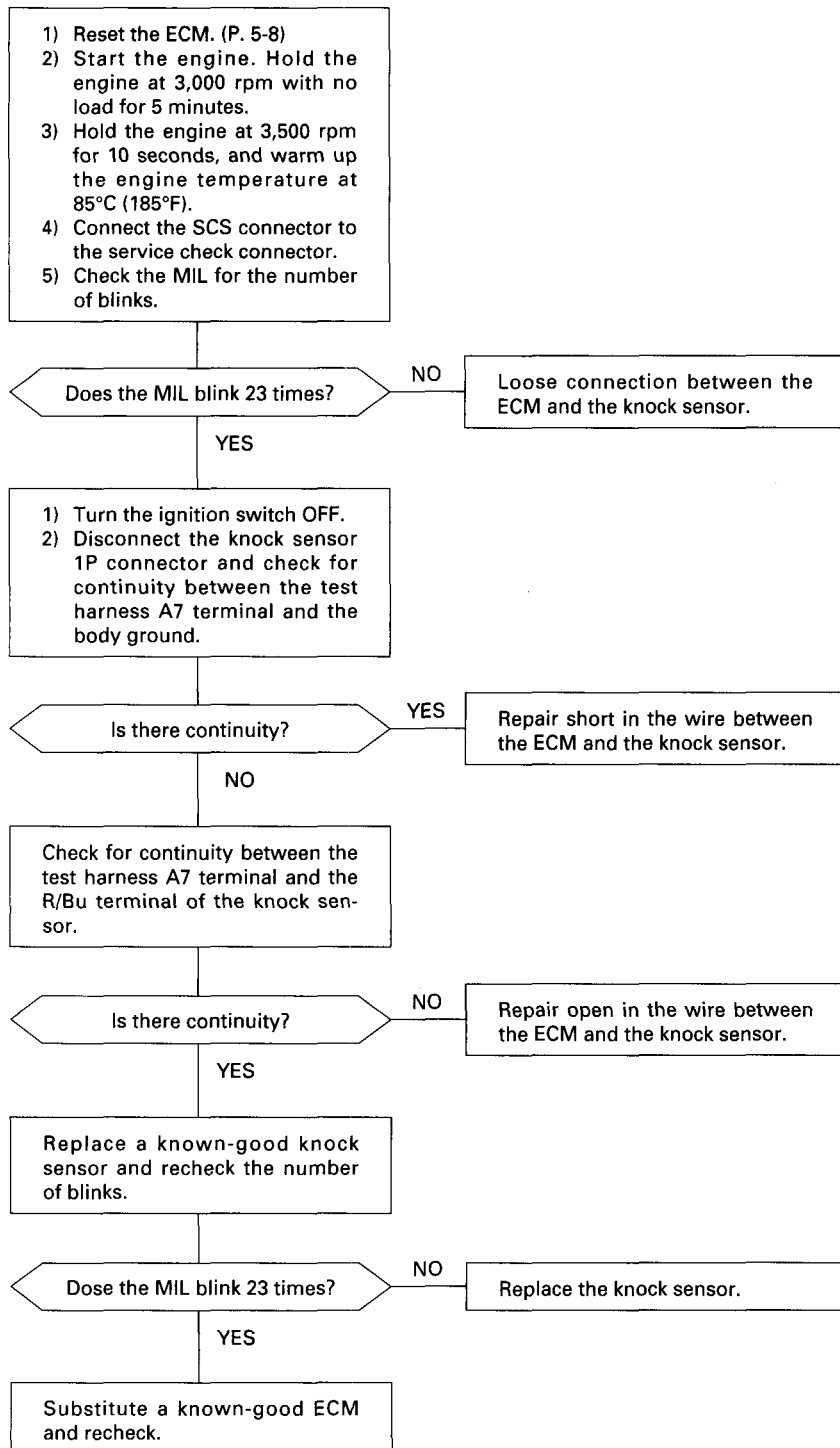 1) Reset the ECM. (P. 5-8)
2) Start the engine. Hold the
engine at 3,000 rpm with no
load for 5 minutes.
3) Hold the engine at 3,500 rpm
for 10 seconds, and warm up
the engine temperature at
85°C (185°F).
4) Connect the SCS connector to
the service check connector.
5) Check the MIL for the number
of blinks.
Does the MIL blink 23 times?
NO
Loose connection between the
ECM and the knock sensor.
YES
1) Turn the ignition switch OFF.
2) Disconnect the knock sensor
1P connector and check for
continuity between the test
harness A7 terminal and the
body ground.
Is there continuity?
YES
Repair short in the wire between
the ECM and the knock sensor.
NO
Check for continuity between the
test harness A7 terminal and the
R/Bu terminal of the knock sen-
sor.
Is there continuity?
NO
Repair open in the wire between
the ECM and the knock sensor.
YES
Replace a known-good knock
sensor and recheck the number
of blinks.
Dose the MIL blink 23 times?
NO
Replace the knock sensor.
YES
Substitute a known-good ECM
and recheck.